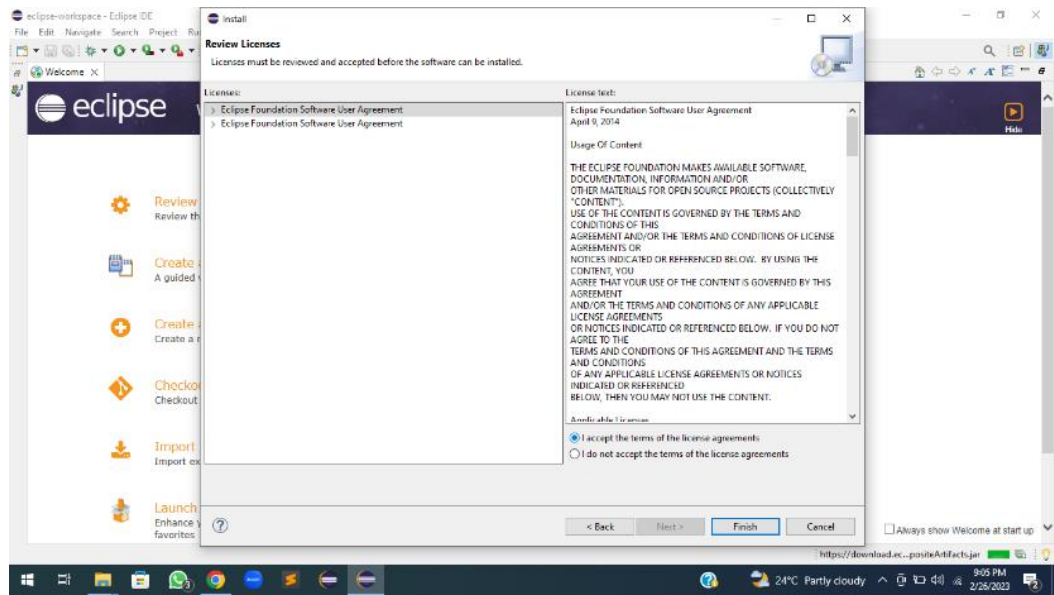 eclipse-workspace - Eclipse IDE
File Edit Navigate Search Project Ru
Welcome
eclipse
Hide
Review
Review th
Create
A guided
Create
Create a
Checko
Checkout
Import
Import ex
Launch
Enhance y
favorites
Install
Review Licenses
Licenses must be reviewed and accepted before the software can be installed.
Licenses:
Eclipse Foundation Software User Agreement
Eclipse Foundation Software User Agreement
License text:
Eclipse Foundation Software User Agreement
April 9, 2014
Usage Of Content
THE ECLIPSE FOUNDATION MAKES AVAILABLE SOFTWARE,
DOCUMENTATION, INFORMATION AND/OR
OTHER MATERIALS FOR OPEN SOURCE PROJECTS (COLLECTIVELY
"CONTENT").
USE OF THE CONTENT IS GOVERNED BY THE TERMS AND
CONDITIONS OF THIS
AGREEMENT AND/OR THE TERMS AND CONDITIONS OF LICENSE
AGREEMENTS OR
NOTICES INDICATED OR REFERENCED BELOW. BY USING THE
CONTENT, YOU
AGREE THAT YOUR USE OF THE CONTENT IS GOVERNED BY THIS
AGREEMENT
AND/OR THE TERMS AND CONDITIONS OF ANY APPLICABLE
LICENSE AGREEMENTS
OR NOTICES INDICATED OR REFERENCED BELOW. IF YOU DO NOT
AGREE TO THE
TERMS AND CONDITIONS OF THIS AGREEMENT AND THE TERMS
AND CONDITIONS
OF ANY APPLICABLE LICENSE AGREEMENTS OR NOTICES
INDICATED OR REFERENCED
BELOW, THEN YOU MAY NOT USE THE CONTENT.
Applicable Licenses
I accept the terms of the license agreements
I do not accept the terms of the license agreements
< Back Next > Finish Cancel
Always show Welcome at start up
https://download.ec...positeArtifacts.jar
24°C Partly cloudy
9:05 PM
2/26/2023